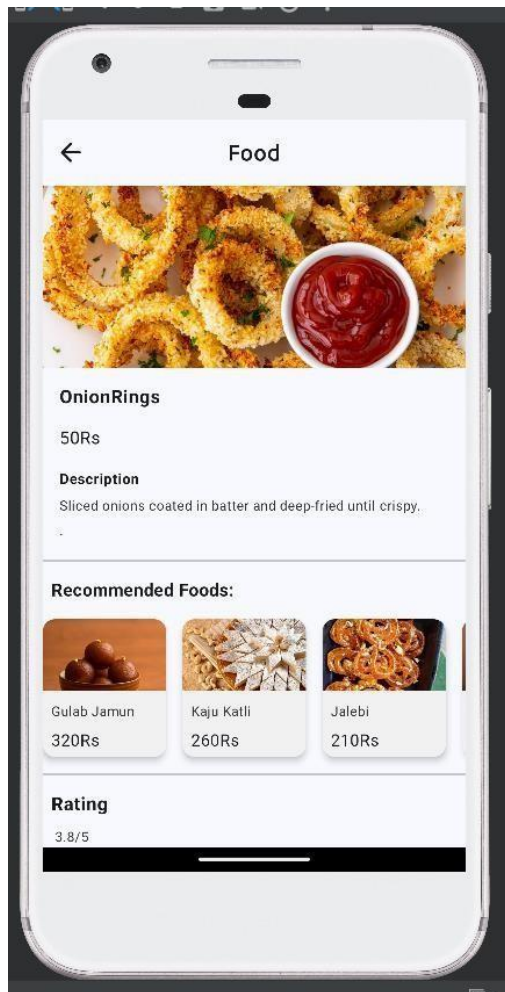 Food
OnionRings
50Rs
Description
Sliced onions coated in batter and deep-fried until crispy.
.
Recommended Foods:
Gulab Jamun Kaju Katli Jalebi
320Rs 260Rs 210Rs
Rating
3.8/5